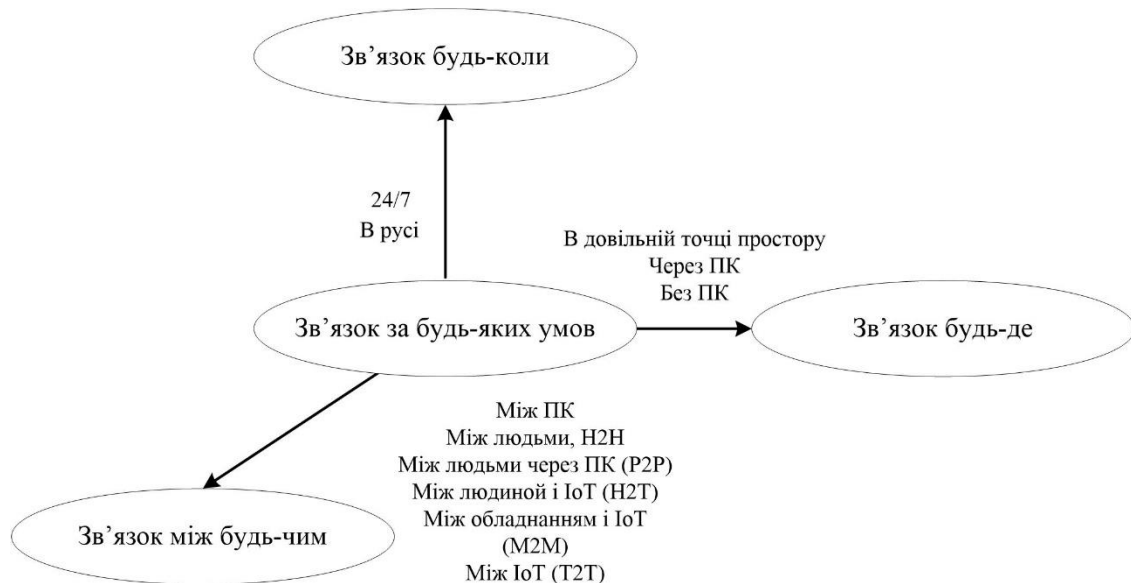 Зв’язок будь-коли
24/7
В русі
В довільній точці простору
Через ПК
Без ПК
Зв’язок за будь-яких умов
Зв’язок будь-де
Між ПК
Між людьми, H2H
Між людьми через ПК (P2P)
Між людиной і IoT (H2T)
Між обладнанням і IoT
(M2M)
Між IoT (T2T)
Зв’язок між будь-чим